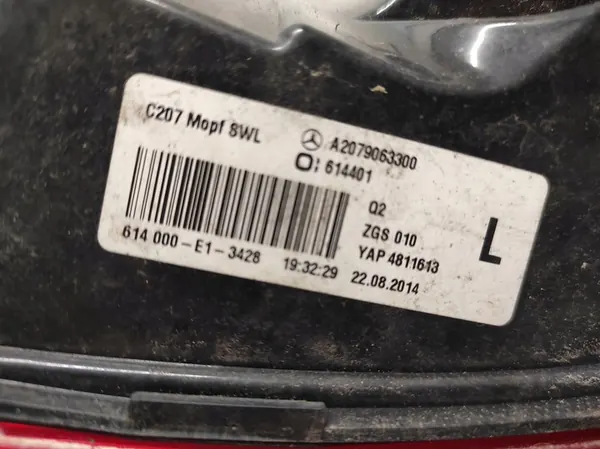 C207 Mopf 8WL
A2079063300
614401
Q2
ZGS 010
YAP 4811613
614 000-E1-3428 19:32:29 22.08.2014
L